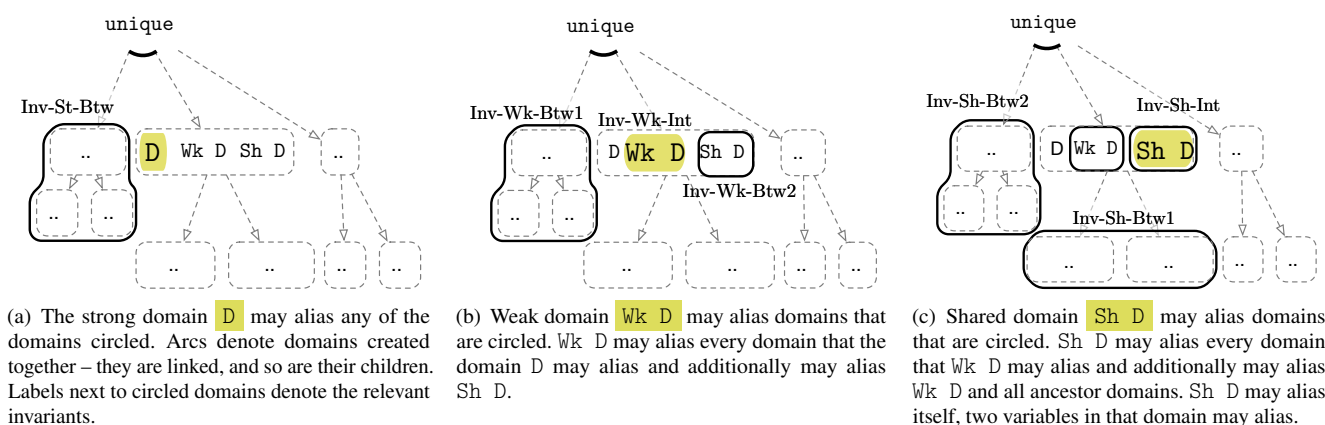 unique
Inv-St-Btw
..
D Wk D Sh D
..
..
..
..
..
..
..
(a) The strong domain D may alias any of the
domains circled. Arcs denote domains created
together – they are linked, and so are their children.
Labels next to circled domains denote the relevant
invariants.
unique
Inv-Wk-Btw1
Inv-Wk-Int
..
D Wk D Sh D
..
Inv-Wk-Btw2
..
..
..
..
..
..
(b) Weak domain Wk D may alias domains that
are circled. Wk D may alias every domain that the
domain D may alias and additionally may alias
Sh D.
unique
Inv-Sh-Btw2
Inv-Sh-Int
..
D Wk D Sh D
..
..
..
Inv-Sh-Btw1
..
..
..
..
(c) Shared domain Sh D may alias domains
that are circled. Sh D may alias every domain
that Wk D may alias and additionally may alias
Wk D and all ancestor domains. Sh D may alias
itself, two variables in that domain may alias.